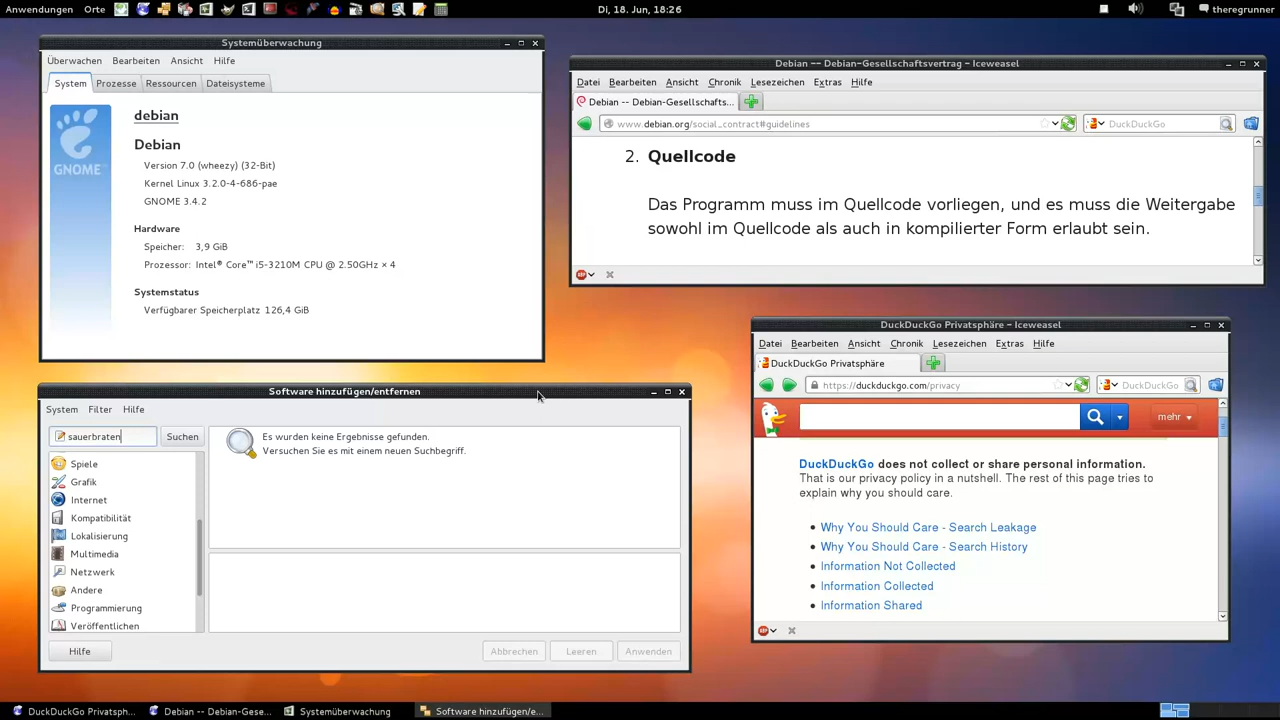 Anwendungen Orte
Di, 18. Jun, 18:26
theregrunner
Systemüberwachung
Überwachen Bearbeiten Ansicht Hilfe
System Prozesse Ressourcen Dateisysteme
GNOME™
debian
Debian
Version 7.0 (wheezy) (32-Bit)
Kernel Linux 3.2.0-4-686-pae
GNOME 3.4.2
Hardware
Speicher: 3,9 GiB
Prozessor: Intel® Core™ i5-3210M CPU @ 2.50GHz × 4
Systemstatus
Verfügbarer Speicherplatz 126,4 GiB
Debian -- Debian-Gesellschaftsvertrag - Iceweasel
Datei Bearbeiten Ansicht Chronik Lesezeichen Extras Hilfe
Debian -- Debian-Gesellschafts...
www.debian.org/social_contract#guidelines
DuckDuckGo
2. Quellcode
Das Programm muss im Quellcode vorliegen, und es muss die Weitergabe
sowohl im Quellcode als auch in kompilierter Form erlaubt sein.
ABP
Software hinzufügen/entfernen
System Filter Hilfe
sauerbraten
Suchen
Es wurden keine Ergebnisse gefunden.
Versuchen Sie es mit einem neuen Suchbegriff.
Spiele
Grafik
Internet
Kompatibilität
Lokalisierung
Multimedia
Netzwerk
Andere
Programmierung
Veröffentlichen
Hilfe
Abbrechen Leeren Anwenden
DuckDuckGo Privatsphäre - Iceweasel
Datei Bearbeiten Ansicht Chronik Lesezeichen Extras Hilfe
DuckDuckGo Privatsphäre
https://duckduckgo.com/privacy
DuckDuckGo
mehr
DuckDuckGo does not collect or share personal information.
That is our privacy policy in a nutshell. The rest of this page tries to
explain why you should care.
• Why You Should Care - Search Leakage
• Why You Should Care - Search History
• Information Not Collected
• Information Collected
• Information Shared
ABP
DuckDuckGo Privatsph...
Debian -- Debian-Gese...
Systemüberwachung
Software hinzufügen/e...